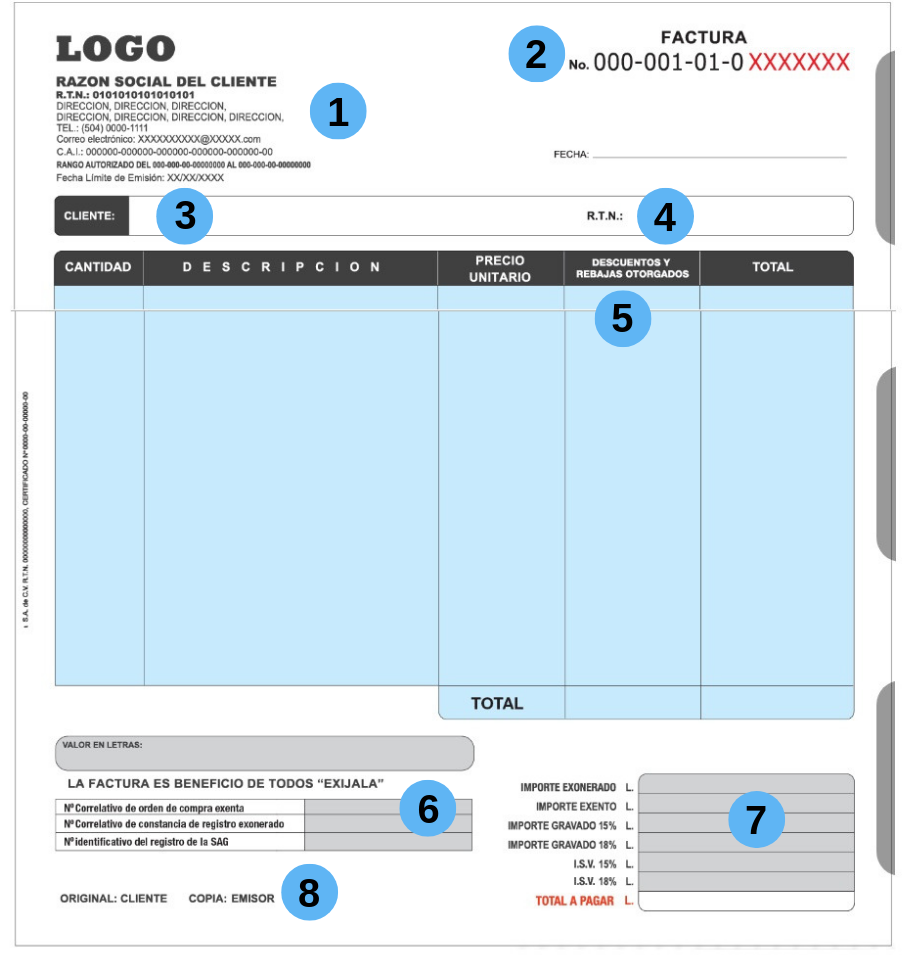 LOGO
FACTURA
2
No. 000-001-01-0 XXXXXXX
RAZON SOCIAL DEL CLIENTE
R.T.N.: 0101010101010101
DIRECCION, DIRECCION, DIRECCION,
DIRECCION, DIRECCION, DIRECCION, DIRECCION,
TEL.: (504) 0000-1111
Correo electrónico: XXXXXXXXXX@XXXXX.com
C.A.I.: 000000-000000-000000-000000-000000-00
RANGO AUTORIZADO DEL 000-000-00-00000000 AL 000-000-00-00000000
Fecha Límite de Emisión: XX/XX/XXXX
1
FECHA:
CLIENTE: 3 R.T.N.: 4
CANTIDAD DESCRIPCION PRECIO UNITARIO DESCUENTOS Y REBAJAS OTORGADOS TOTAL
5
S.A. de C.V. R.T.N. 00000000000000, CERTIFICADO Nº 0000-00-00000-00
TOTAL
VALOR EN LETRAS:
LA FACTURA ES BENEFICIO DE TODOS “EXIJALA”
Nº Correlativo de orden de compra exenta
Nº Correlativo de constancia de registro exonerado
Nº identificativo del registro de la SAG
6
IMPORTE EXONERADO L.
IMPORTE EXENTO L.
IMPORTE GRAVADO 15% L.
IMPORTE GRAVADO 18% L.
I.S.V. 15% L.
I.S.V. 18% L.
TOTAL A PAGAR L.
7
ORIGINAL: CLIENTE COPIA: EMISOR 8